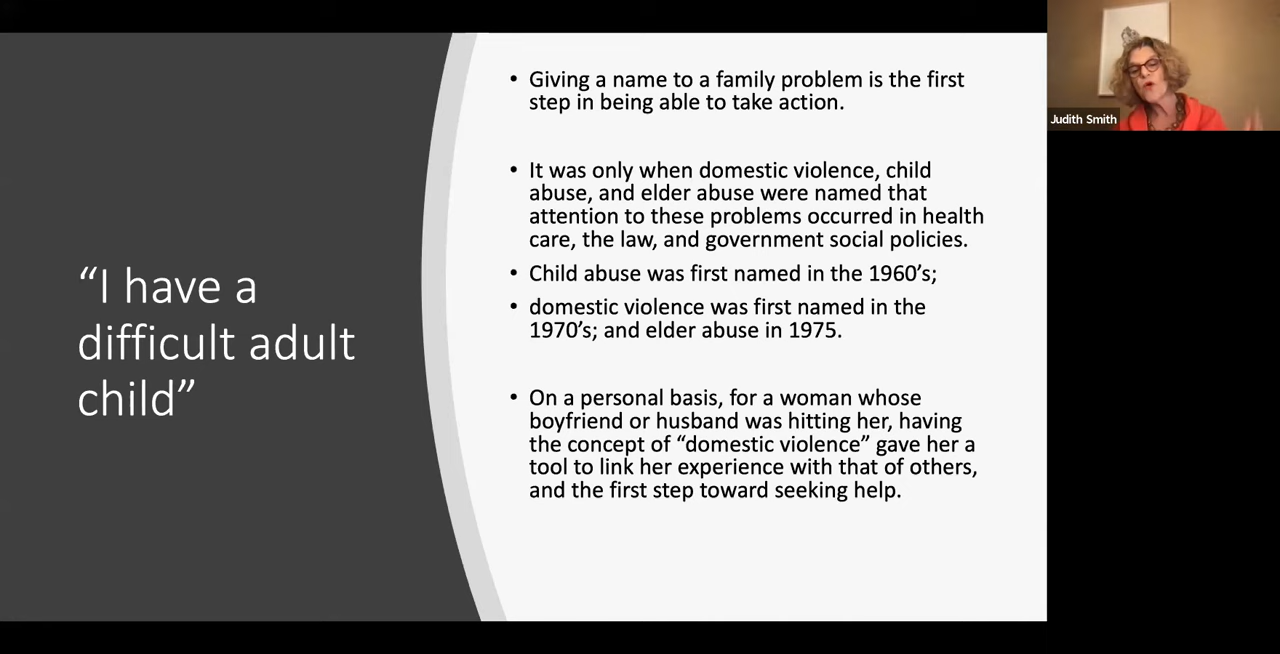 “I have a
difficult adult
child”
• Giving a name to a family problem is the first
step in being able to take action.
• It was only when domestic violence, child
abuse, and elder abuse were named that
attention to these problems occurred in health
care, the law, and government social policies.
• Child abuse was first named in the 1960’s;
• domestic violence was first named in the
1970’s; and elder abuse in 1975.
• On a personal basis, for a woman whose
boyfriend or husband was hitting her, having
the concept of “domestic violence” gave her a
tool to link her experience with that of others,
and the first step toward seeking help.
Judith Smith